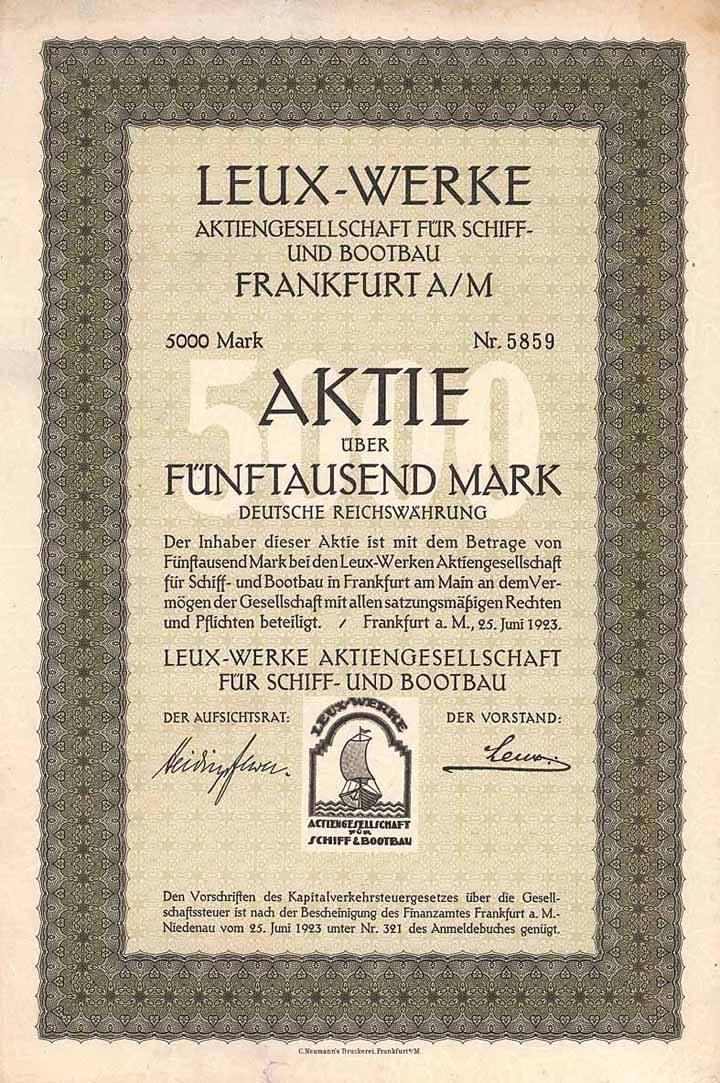 LEUX-WERKE
AKTIENGESELLSCHAFT FÜR SCHIFF-
UND BOOTBAU
FRANKFURT A/M
5000 Mark Nr. 5859
5000
AKTIE
ÜBER
FÜNFTAUSEND MARK
DEUTSCHE REICHSWÄHRUNG
Der Inhaber dieser Aktie ist mit dem Betrage von
Fünftausend Mark bei den Leux-Werken Aktiengesellschaft
für Schiff- und Bootbau in Frankfurt am Main an dem Ver-
mögen der Gesellschaft mit allen satzungsmäßigen Rechten
und Pflichten beteiligt. / Frankfurt a. M., 25. Juni 1923.
LEUX-WERKE AKTIENGESELLSCHAFT
FÜR SCHIFF- UND BOOTBAU
DER AUFSICHTSRAT: DER VORSTAND:
Leux
LEUX-WERKE
ACTIENGESELLSCHAFT
FÜR
SCHIFF & BOOTBAU
Den Vorschriften des Kapitalverkehrsteuergesetzes über die Gesell-
schaftssteuer ist nach der Bescheinigung des Finanzamtes Frankfurt a. M.-
Niedenau vom 25. Juni 1923 unter Nr. 321 des Anmeldebuches genügt.
C. Naumann's Druckerei, Frankfurt a/M.